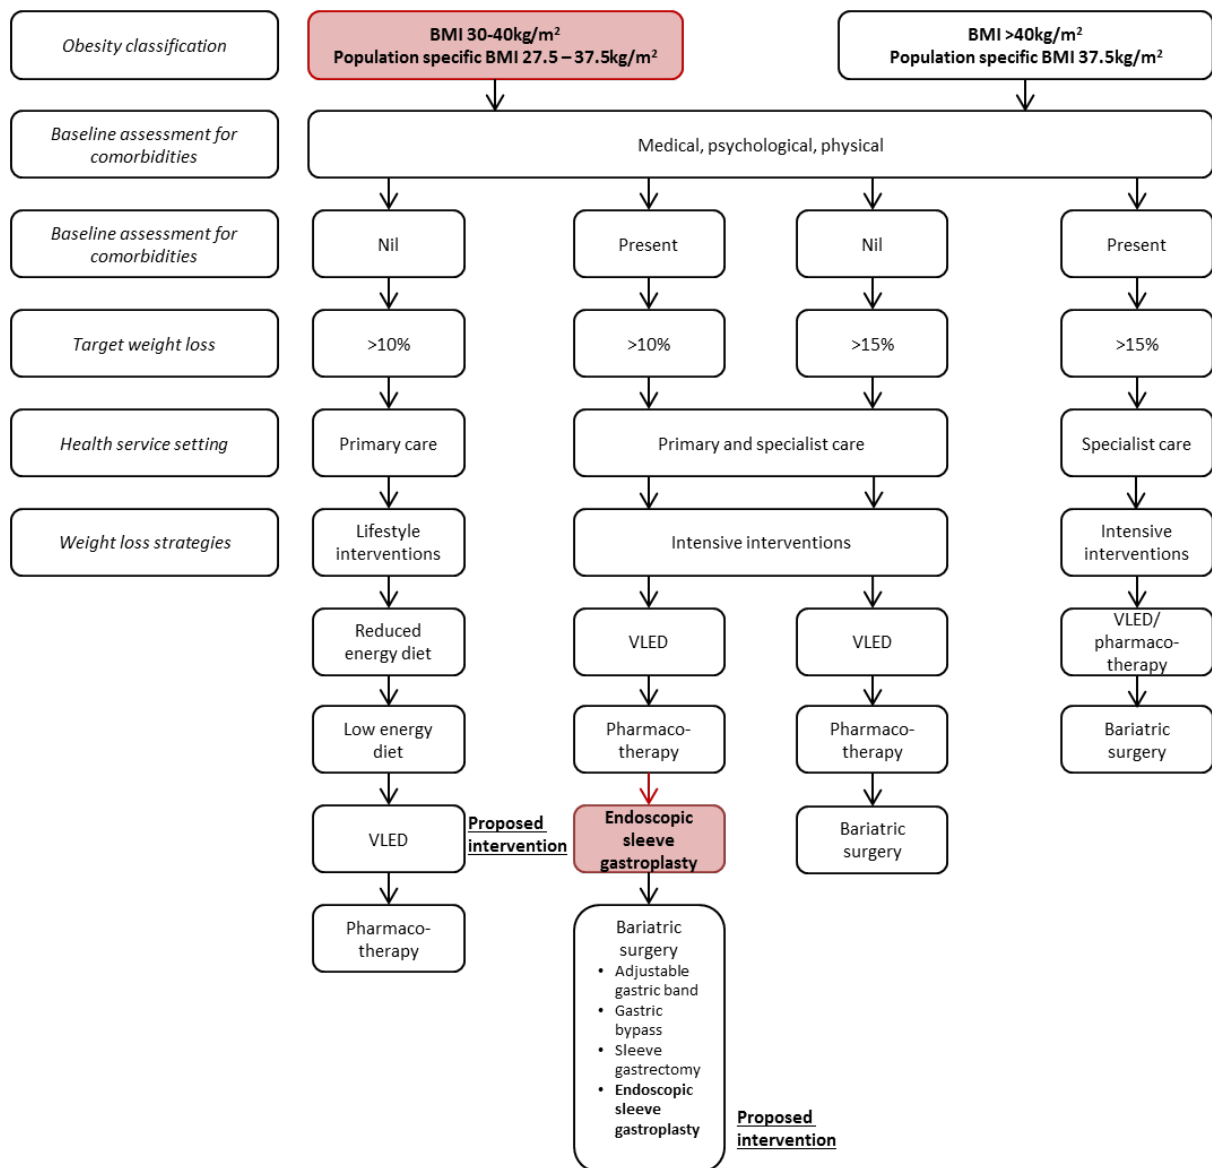 Obesity classification
BMI 30-40kg/m²
Population specific BMI 27.5 – 37.5kg/m²
BMI >40kg/m²
Population specific BMI 37.5kg/m²
Baseline assessment for
comorbidities
Medical, psychological, physical
Baseline assessment for
comorbidities
Nil
Present
Nil
Present
Target weight loss
>10%
>10%
>15%
>15%
Health service setting
Primary care
Primary and specialist care
Specialist care
Weight loss strategies
Lifestyle
interventions
Intensive interventions
Intensive
interventions
Reduced
energy diet
VLED
VLED
VLED/
pharmaco-
therapy
Low energy
diet
Pharmaco-
therapy
Pharmaco-
therapy
Bariatric
surgery
VLED
Proposed
intervention
Endoscopic
sleeve
gastroplasty
Bariatric
surgery
Pharmaco-
therapy
Bariatric
surgery
• Adjustable
gastric band
• Gastric
bypass
• Sleeve
gastrectomy
• Endoscopic
sleeve
gastroplasty
Proposed
intervention